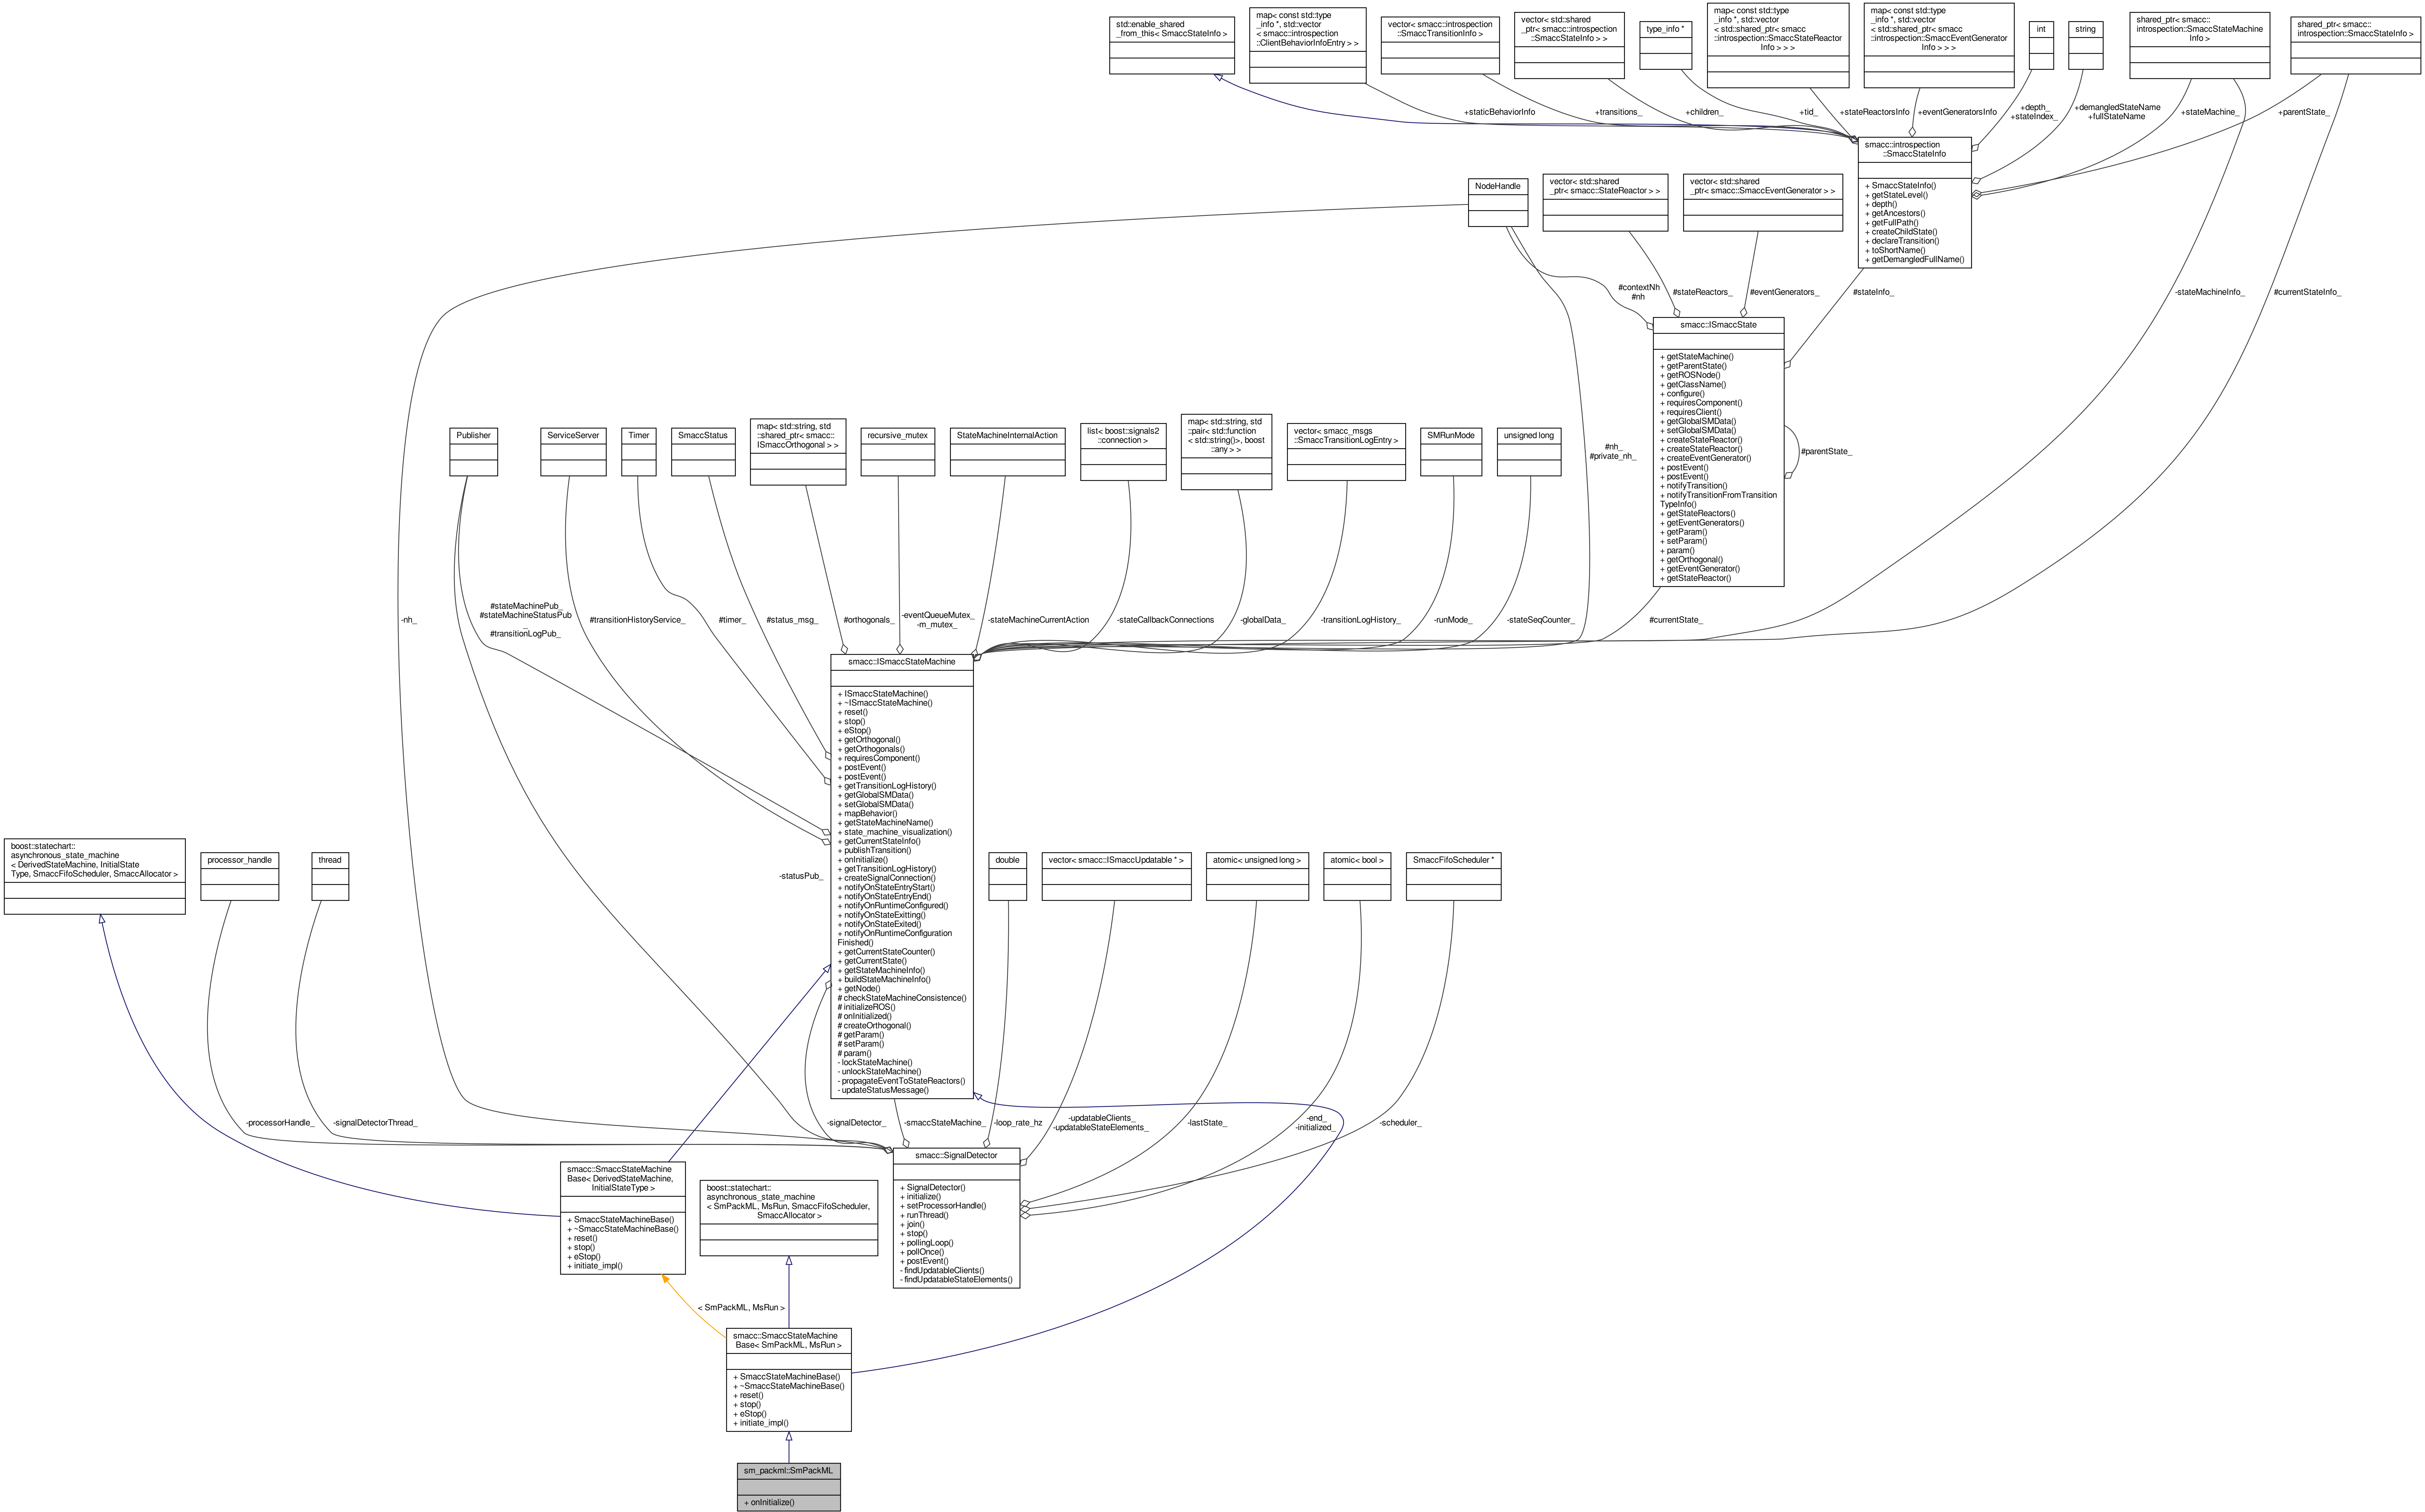 std::enable_shared
_from_this< SmaccStateInfo >
map< const std::type
_info *, std::vector
< smacc::introspection
::ClientBehaviorInfoEntry > >
vector< smacc::introspection
::SmaccTransitionInfo >
vector< std::shared
_ptr< smacc::introspection
::SmaccStateInfo > >
type_info *
map< const std::type
_info *, std::vector
< std::shared_ptr< smacc
::introspection::SmaccStateReactor
Info > > >
map< const std::type
_info *, std::vector
< std::shared_ptr< smacc
::introspection::SmaccEventGenerator
Info > > >
int
string
shared_ptr< smacc::
introspection::SmaccStateMachine
Info >
shared_ptr< smacc::
introspection::SmaccStateInfo >
+staticBehaviorInfo
+transitions_
+children_
+tid_
+stateReactorsInfo
+eventGeneratorsInfo
+depth_
+stateIndex_
+demangledStateName
+fullStateName
+stateMachine_
+parentState_
smacc::introspection
::SmaccStateInfo
+ SmaccStateInfo()
+ getStateLevel()
+ depth()
+ getAncestors()
+ getFullPath()
+ createChildState()
+ declareTransition()
+ toShortName()
+ getDemangledFullName()
NodeHandle
vector< std::shared
_ptr< smacc::StateReactor > >
vector< std::shared
_ptr< smacc::SmaccEventGenerator > >
#contextNh
#nh
#stateReactors_
#eventGenerators_
#stateInfo_
-stateMachineInfo_
#currentStateInfo_
smacc::ISmaccState
+ getStateMachine()
+ getParentState()
+ getROSNode()
+ getClassName()
+ configure()
+ requiresComponent()
+ requiresClient()
+ getGlobalSMData()
+ setGlobalSMData()
+ createStateReactor()
+ createStateReactor()
+ createEventGenerator()
+ postEvent()
+ postEvent()
+ notifyTransition()
+ notifyTransitionFromTransition
TypeInfo()
+ getStateReactors()
+ getEventGenerators()
+ getParam()
+ setParam()
+ param()
+ getOrthogonal()
+ getEventGenerator()
+ getStateReactor()
#parentState_
Publisher
ServiceServer
Timer
SmaccStatus
map< std::string, std
::shared_ptr< smacc::
ISmaccOrthogonal > >
recursive_mutex
StateMachineInternalAction
list< boost::signals2
::connection >
map< std::string, std
::pair< std::function
< std::string()>, boost
::any > >
vector< smacc_msgs
::SmaccTransitionLogEntry >
SMRunMode
unsigned long
#nh_
#private_nh_
-nh_
#stateMachinePub_
#stateMachineStatusPub
_
#transitionLogPub_
#transitionHistoryService_
#timer_
#status_msg_
#orthogonals_
-eventQueueMutex_
-m_mutex_
-stateMachineCurrentAction
-stateCallbackConnections
-globalData_
-transitionLogHistory_
-runMode_
-stateSeqCounter_
#currentState_
smacc::ISmaccStateMachine
+ ISmaccStateMachine()
+ ~ISmaccStateMachine()
+ reset()
+ stop()
+ eStop()
+ getOrthogonal()
+ getOrthogonals()
+ requiresComponent()
+ postEvent()
+ postEvent()
+ getTransitionLogHistory()
+ getGlobalSMData()
+ setGlobalSMData()
+ mapBehavior()
+ getStateMachineName()
+ state_machine_visualization()
+ getCurrentStateInfo()
+ publishTransition()
+ onInitialize()
+ getTransitionLogHistory()
+ createSignalConnection()
+ notifyOnStateEntryStart()
+ notifyOnStateEntryEnd()
+ notifyOnRuntimeConfigured()
+ notifyOnStateExitting()
+ notifyOnStateExited()
+ notifyOnRuntimeConfiguration
Finished()
+ getCurrentStateCounter()
+ getCurrentState()
+ getStateMachineInfo()
+ buildStateMachineInfo()
+ getNode()
# checkStateMachineConsistence()
# initializeROS()
# onInitialized()
# createOrthogonal()
# getParam()
# setParam()
# param()
- lockStateMachine()
- unlockStateMachine()
- propagateEventToStateReactors()
- updateStatusMessage()
boost::statechart::
asynchronous_state_machine
< DerivedStateMachine, InitialState
Type, SmaccFifoScheduler, SmaccAllocator >
processor_handle
thread
-statusPub_
double
vector< smacc::ISmaccUpdatable * >
atomic< unsigned long >
atomic< bool >
SmaccFifoScheduler *
-processorHandle_
-signalDetectorThread_
-signalDetector_
-smaccStateMachine_
-loop_rate_hz
-updatableClients_
-updatableStateElements_
-lastState_
-end_
-initialized_
-scheduler_
smacc::SmaccStateMachine
Base< DerivedStateMachine,
InitialStateType >
+ SmaccStateMachineBase()
+ ~SmaccStateMachineBase()
+ reset()
+ stop()
+ eStop()
+ initiate_impl()
boost::statechart::
asynchronous_state_machine
< SmPackML, MsRun, SmaccFifoScheduler,
SmaccAllocator >
smacc::SignalDetector
+ SignalDetector()
+ initialize()
+ setProcessorHandle()
+ runThread()
+ join()
+ stop()
+ pollingLoop()
+ pollOnce()
+ postEvent()
- findUpdatableClients()
- findUpdatableStateElements()
< SmPackML, MsRun >
smacc::SmaccStateMachine
Base< SmPackML, MsRun >
+ SmaccStateMachineBase()
+ ~SmaccStateMachineBase()
+ reset()
+ stop()
+ eStop()
+ initiate_impl()
sm_packml::SmPackML
+ onInitialize()